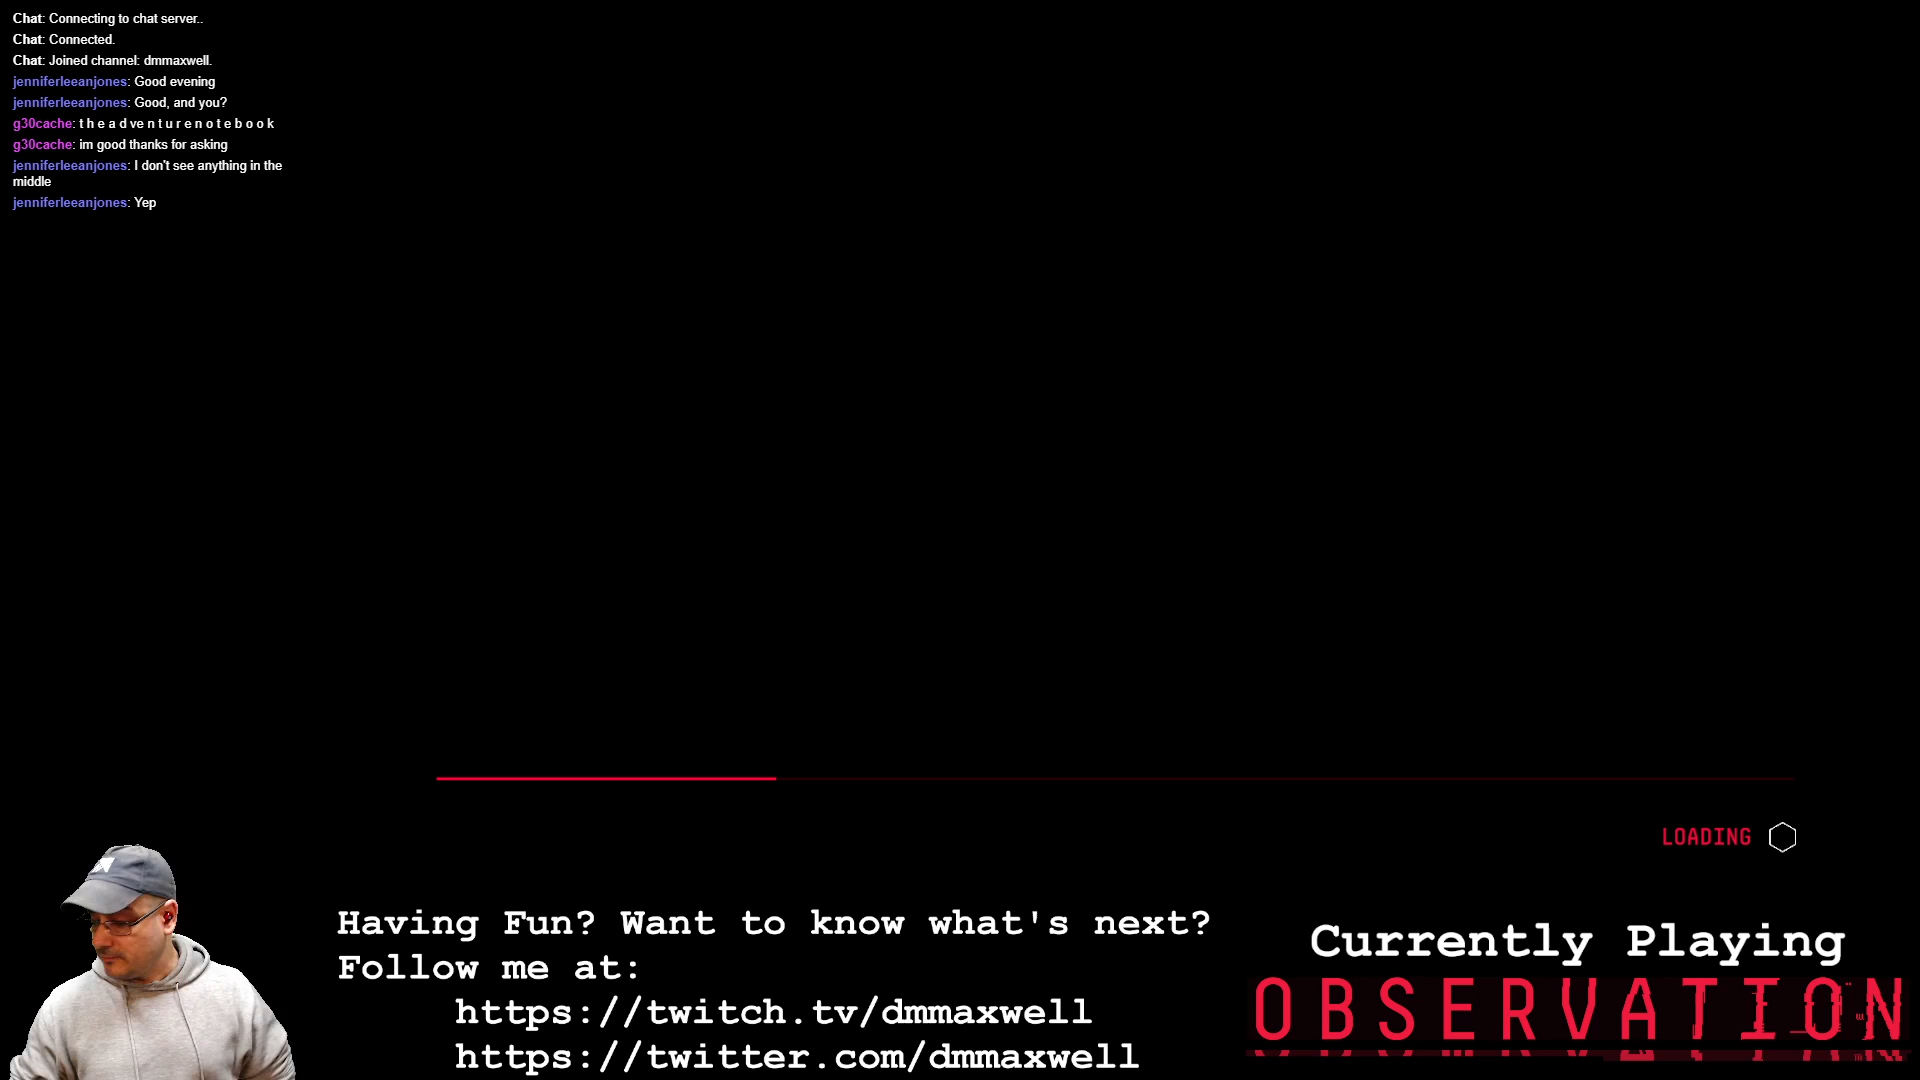 Chat: Connecting to chat server..
Chat: Connected.
Chat: Joined channel: dmmaxwell.
jenniferleeanjones: Good evening
jenniferleeanjones: Good, and you?
g30cache: t h e a d v e n t u r e n o t e b o o k
g30cache: im good thanks for asking
jenniferleeanjones: I don't see anything in the
middle
jenniferleeanjones: Yep
LOADING
Having Fun? Want to know what's next?
Follow me at:
https://twitch.tv/dmmaxwell
https://twitter.com/dmmaxwell
Currently Playing
OBSERVATION